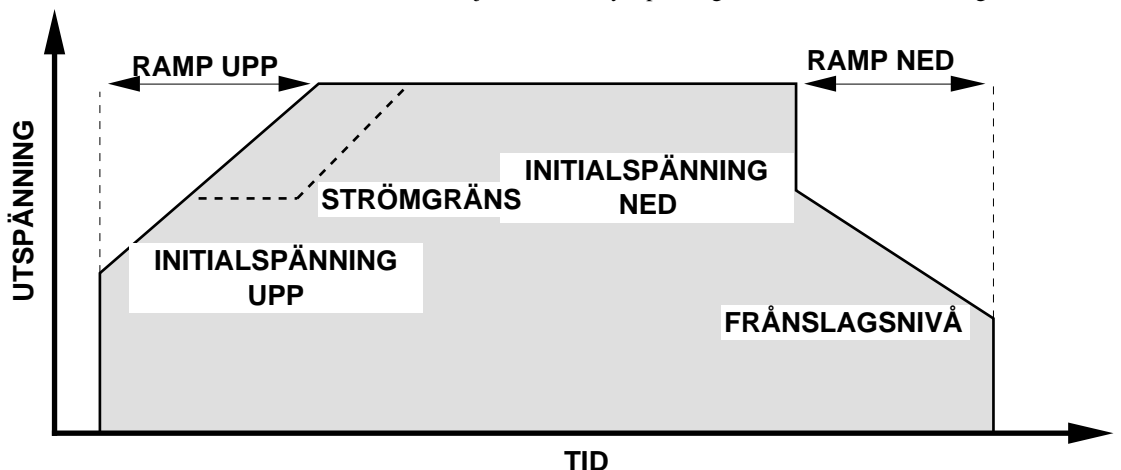 RAMP UPP
RAMP NED
UTSPÄNNING
INITIALSPÄNNING
NED
STRÖMGRÄNS
INITIALSPÄNNING
UPP
FRÅNSLAGSNIVÅ
TID